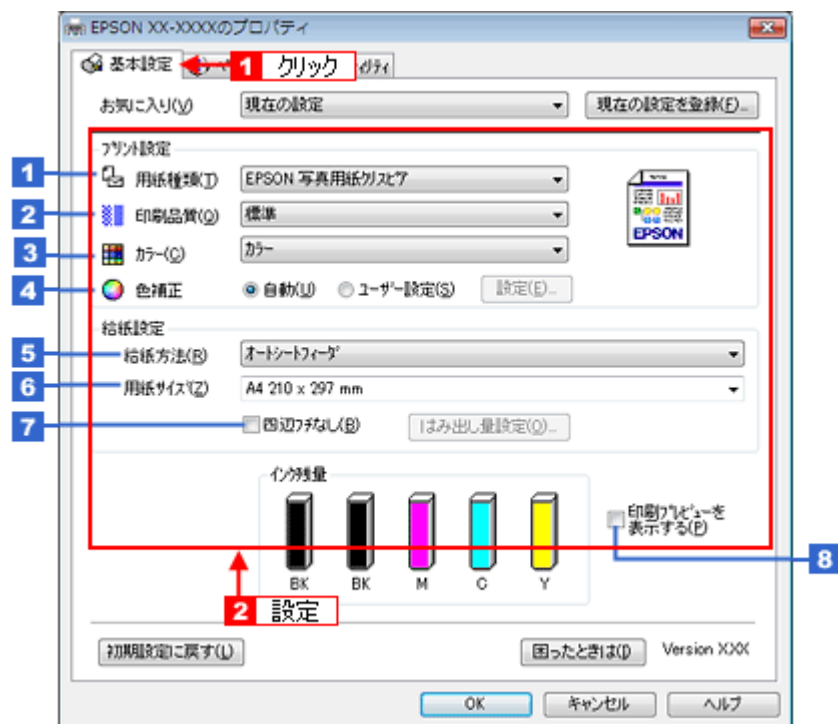 EPSON XX-XXXXのプロパティ
基本設定
1 クリック
お気に入り(V) 現在の設定 現在の設定を登録(F)...
プリント設定
1 用紙種類(T) EPSON 写真用紙クリスピア
2 印刷品質(Q) 標準
EPSON
3 カラー(C) カラー
4 色補正 自動(U) ユーザー設定(S) 設定(E)...
給紙設定
5 給紙方法(R) オートシートフィーダ
6 用紙サイズ(Z) A4 210 x 297 mm
7 四辺フチなし(B) はみ出し量設定(O)...
インク残量
印刷プレビューを
表示する(P)
8
BK BK M C Y
2 設定
初期設定に戻す(L) 困ったときは(I) Version XXX
OK キャンセル ヘルプ